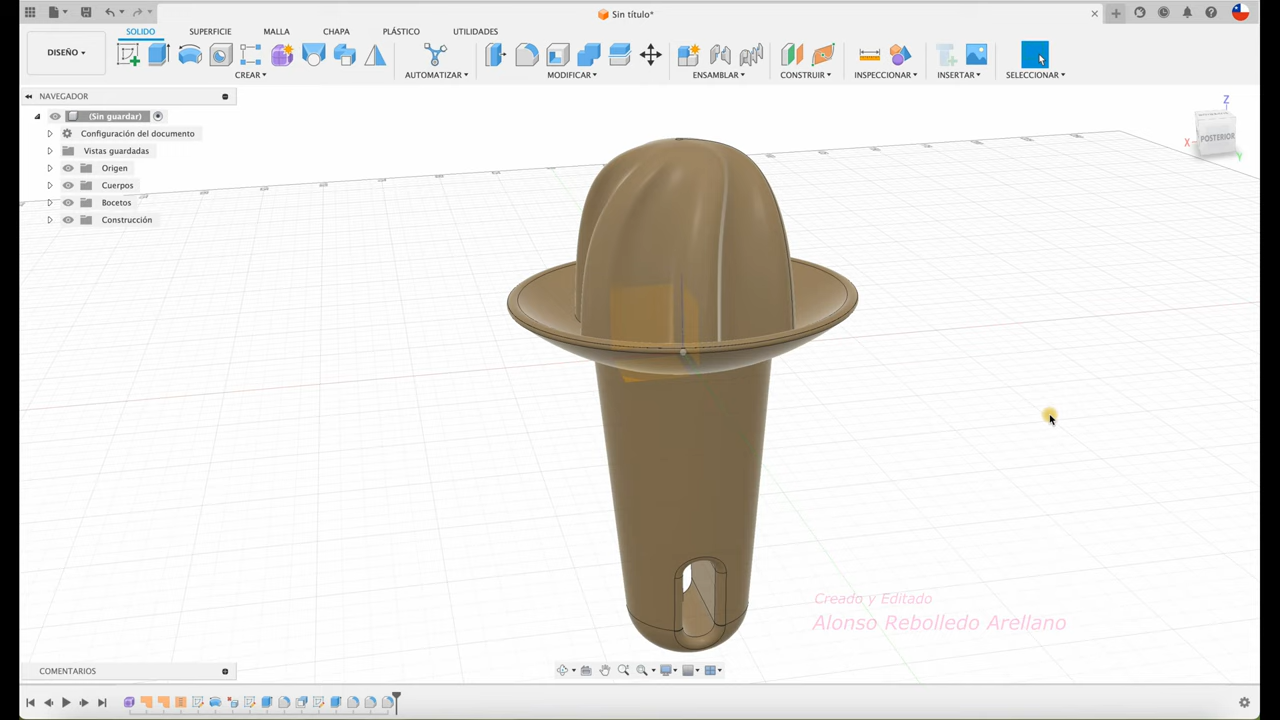 Sin título*
SOLIDO SUPERFICIE MALLA CHAPA PLÁSTICO UTILIDADES
DISEÑO
CREAR AUTOMATIZAR MODIFICAR ENSAMBLAR CONSTRUIR INSPECCIONAR INSERTAR SELECCIONAR
NAVEGADOR
(Sin guardar)
Configuración del documento
Vistas guardadas
Origen
Cuerpos
Bocetos
Construcción
Z
X
POSTERIOR
Y
Creado y Editado
Alonso Rebolledo Arellano
COMENTARIOS